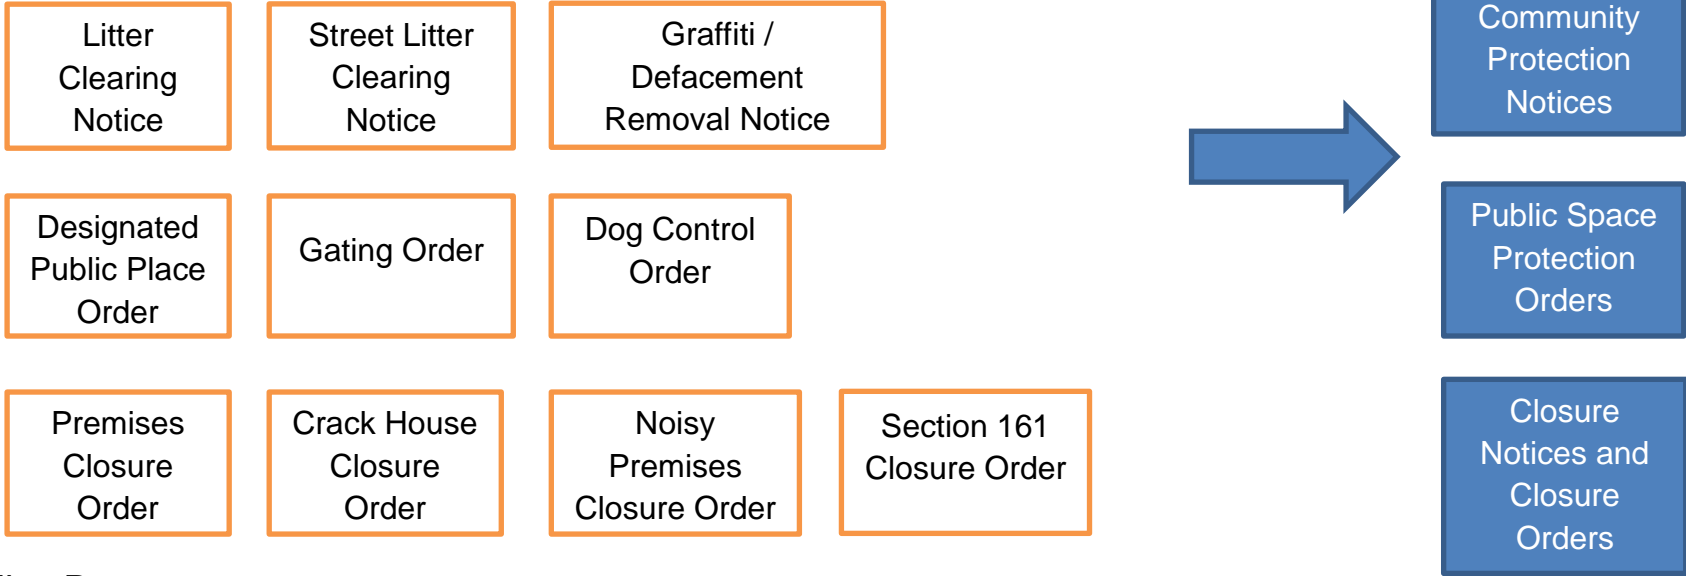 Litter
Clearing
Notice
Street Litter
Clearing
Notice
Graffiti /
Defacement
Removal Notice
Community
Protection
Notices
Designated
Public Place
Order
Gating Order
Dog Control
Order
Public Space
Protection
Orders
Premises
Closure
Order
Crack House
Closure
Order
Noisy
Premises
Closure Order
Section 161
Closure Order
Closure
Notices and
Closure
Orders